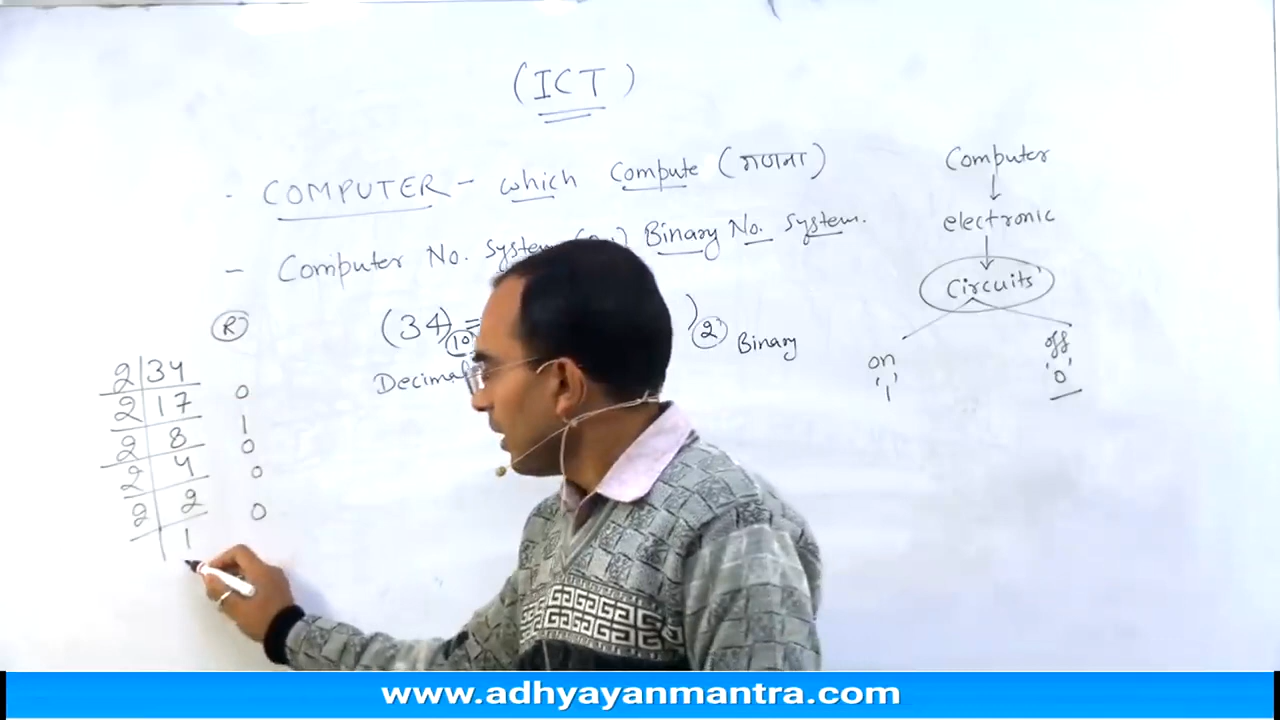 (ICT)
- COMPUTER - which Compute (गणना)
- Computer No. System Binary No. System.
(34)10 = )2 Binary
Decimal
R
2 34
2 17 0
2 8 1
2 4 0
2 2 0
1 0
Computer
electronic
Circuits
on off
'1' '0'
www.adhyayanmantra.com